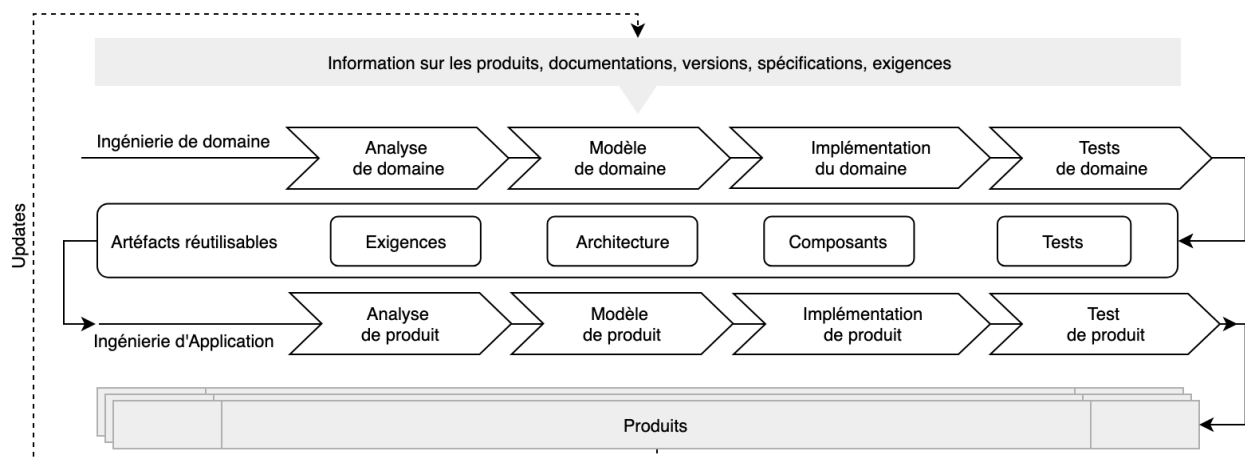 Information sur les produits, documentations, versions, spécifications, exigences
Ingénierie de domaine
Analyse
de domaine
Modèle
de domaine
Implémentation
du domaine
Tests
de domaine
Updates
Artéfacts réutilisables
Exigences
Architecture
Composants
Tests
Ingénierie d'Application
Analyse
de produit
Modèle
de produit
Implémentation
de produit
Test
de produit
Produits